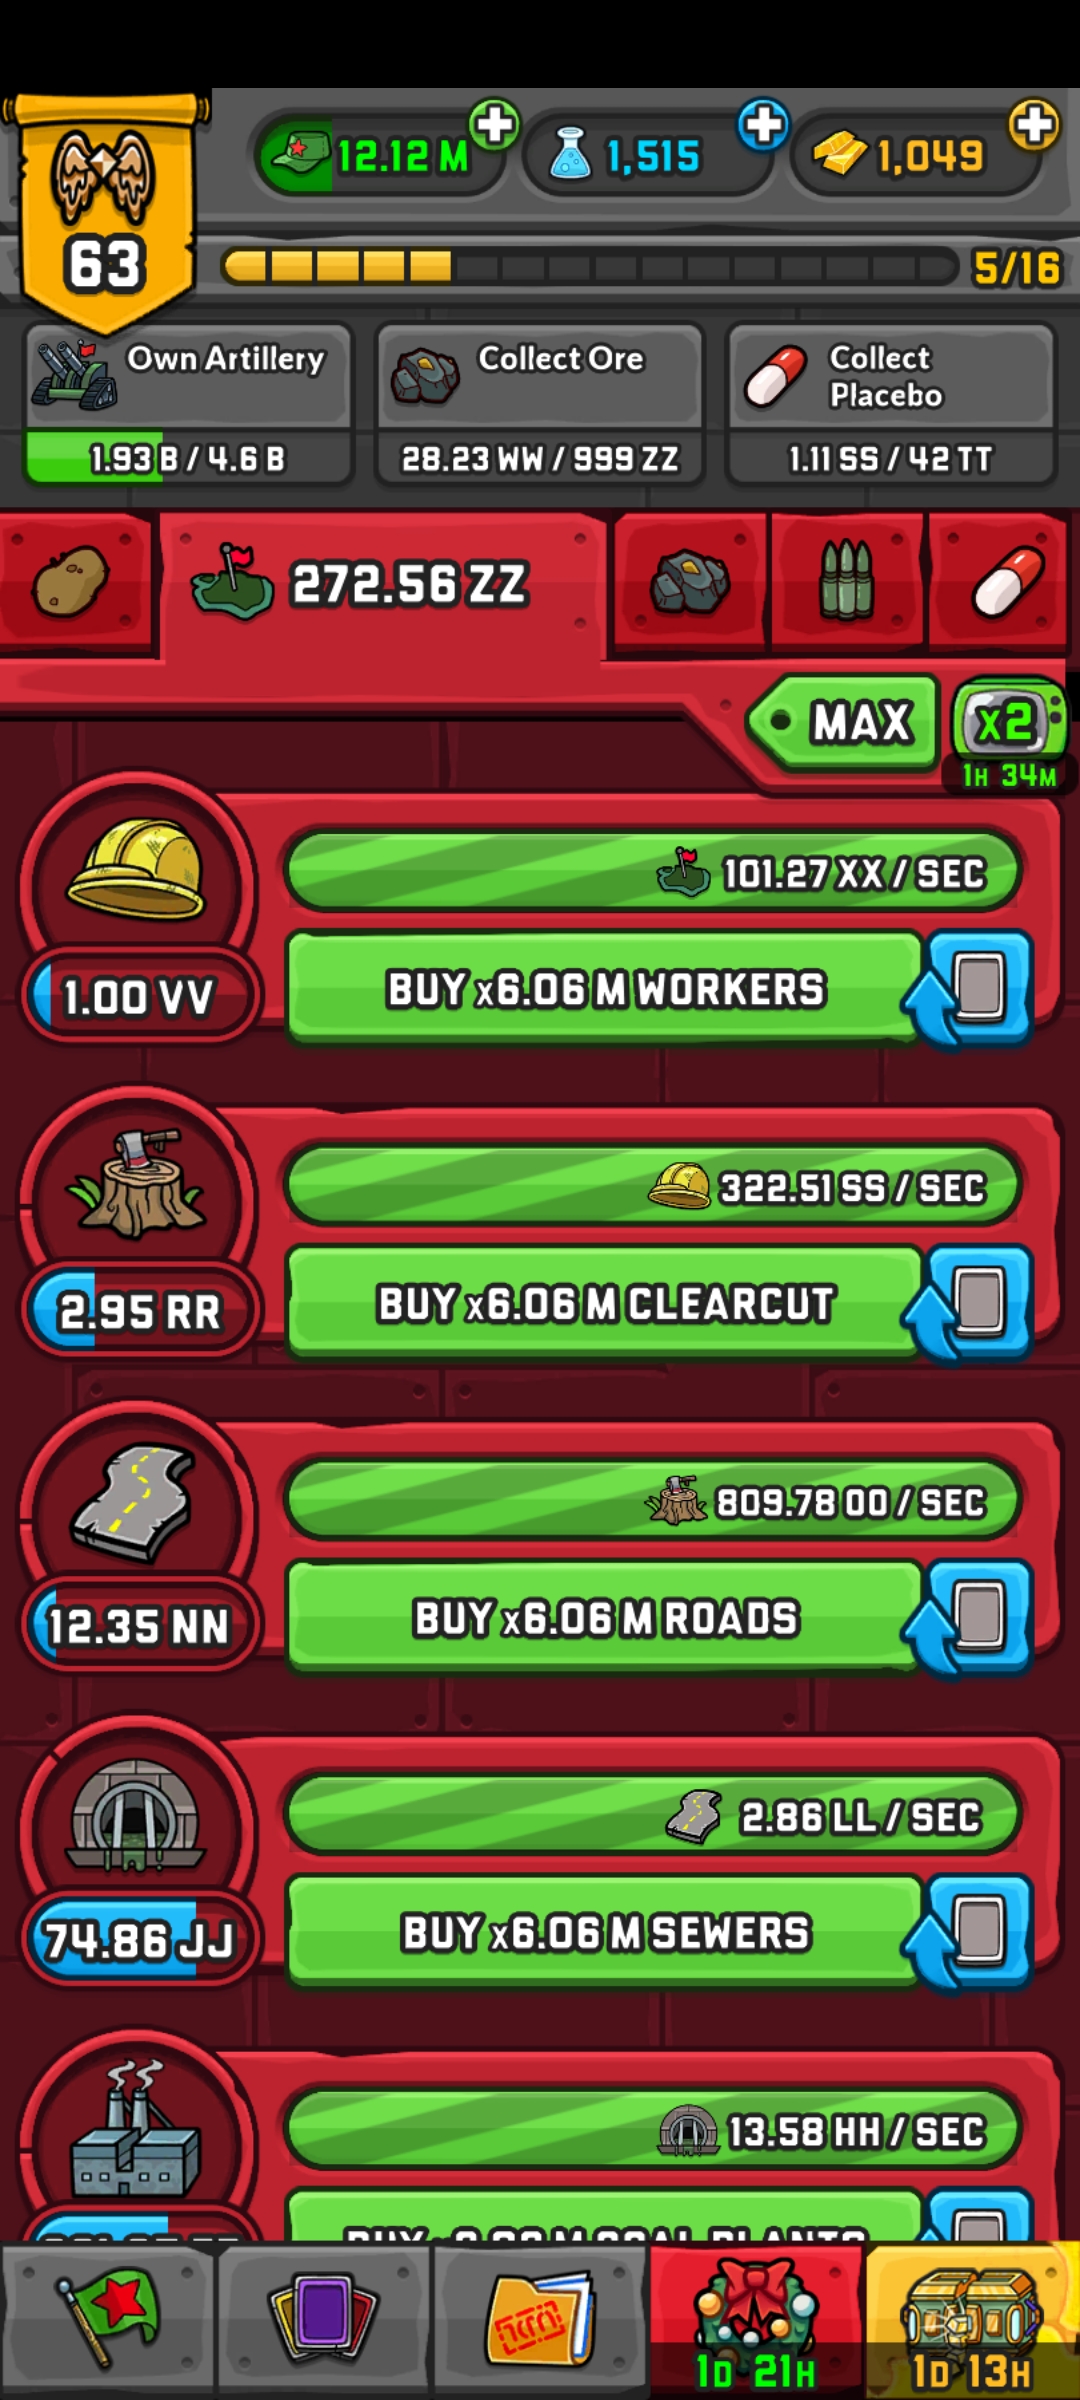 12.12 M
1,515
1,049
63
5/16
Own Artillery
Collect Ore
Collect
Placebo
1.93 B / 4.6 B
28.23 WW / 999 ZZ
1.11 SS / 42 TT
272.56 ZZ
MAX
x2
1H 34M
101.27 XX / SEC
1.00 VV
BUY x6.06 M WORKERS
322.51 SS / SEC
2.95 RR
BUY x6.06 M CLEARCUT
809.78 OO / SEC
12.35 NN
BUY x6.06 M ROADS
2.86 LL / SEC
74.86 JJ
BUY x6.06 M SEWERS
13.58 HH / SEC
1D 21H
1D 13H